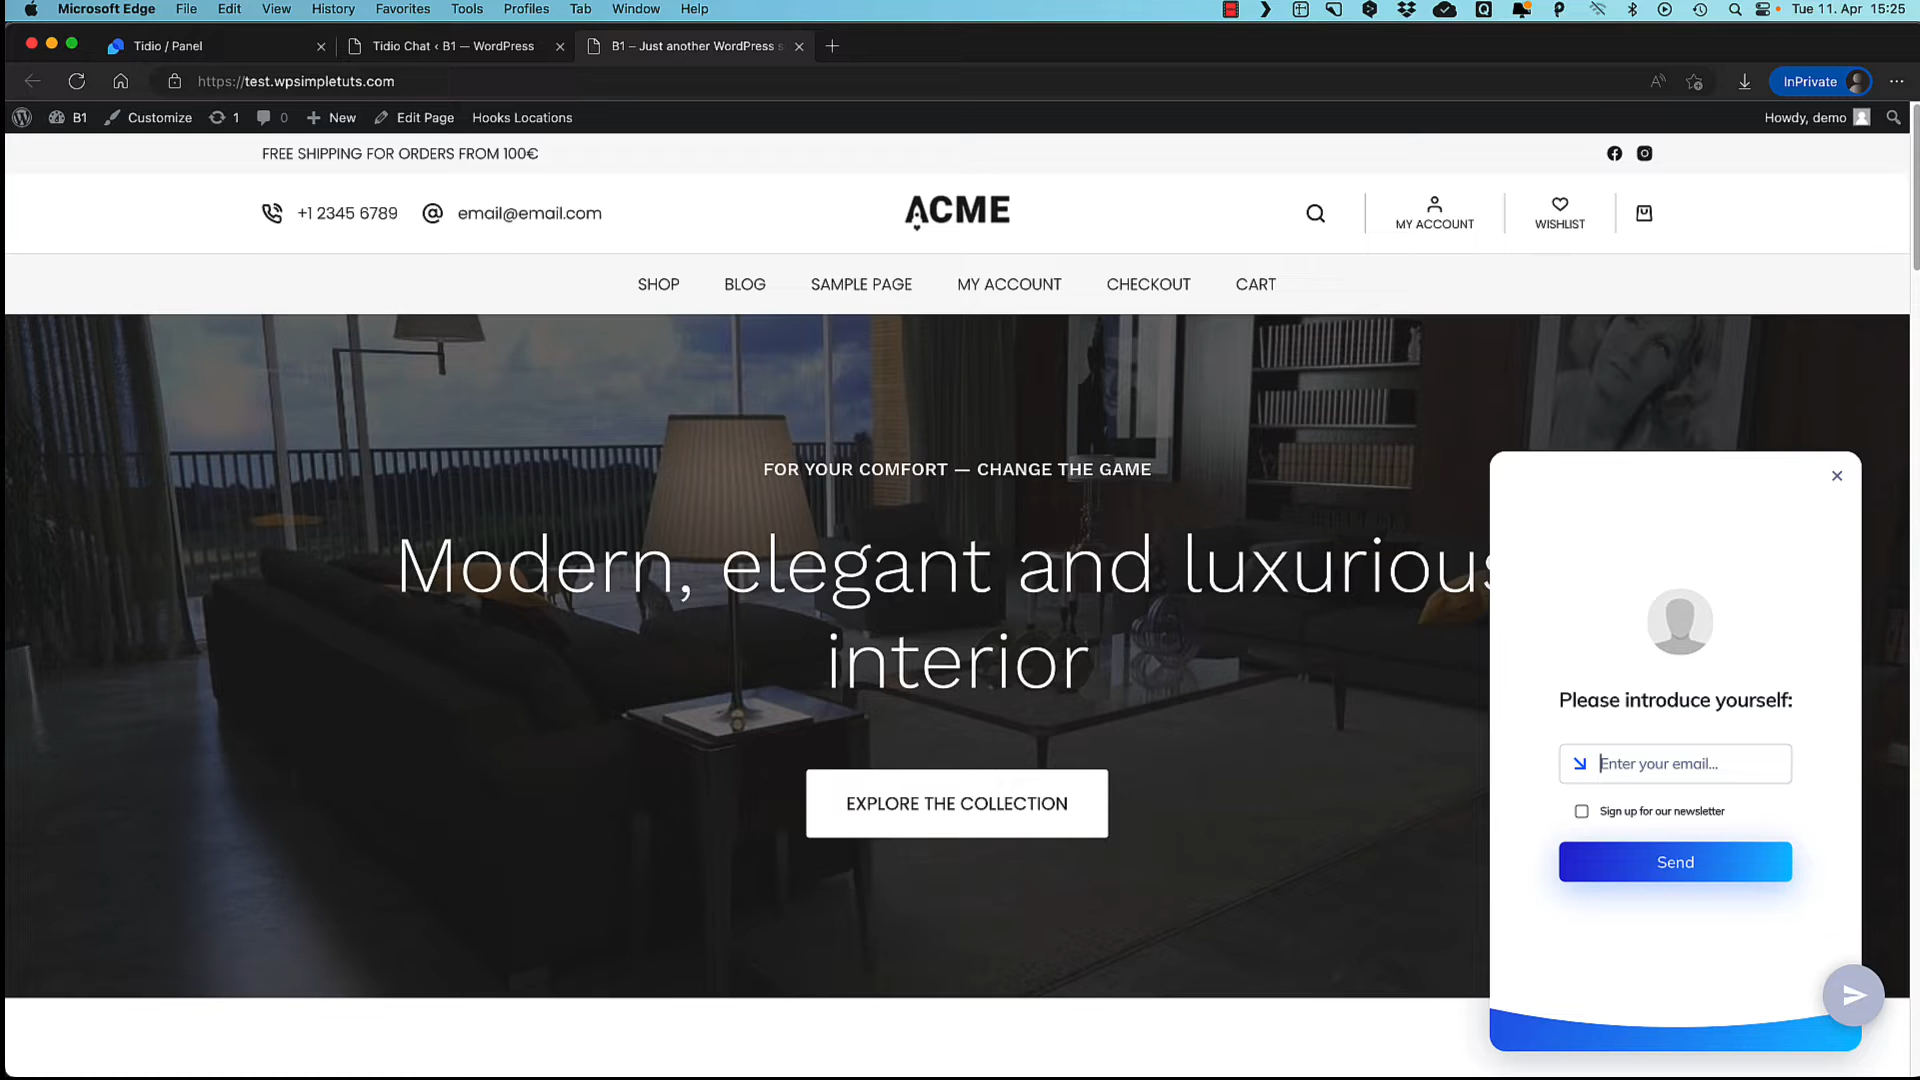 Microsoft Edge File Edit View History Favorites Tools Profiles Tab Window Help Tue 11. Apr 15:25
Tidio / Panel Tidio Chat ‹ B1 — WordPress B1 – Just another WordPress s
https://test.wpsimpletuts.com InPrivate
B1 Customize 1 0 New Edit Page Hooks Locations Howdy, demo
FREE SHIPPING FOR ORDERS FROM 100€
+1 2345 6789 email@email.com ACME MY ACCOUNT WISHLIST
SHOP BLOG SAMPLE PAGE MY ACCOUNT CHECKOUT CART
FOR YOUR COMFORT — CHANGE THE GAME
Modern, elegant and luxurious
interior
EXPLORE THE COLLECTION
Please introduce yourself:
Enter your email...
Sign up for our newsletter
Send